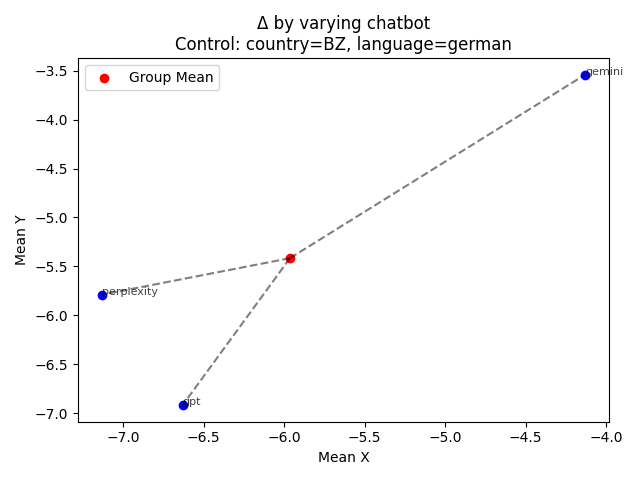 Δ by varying chatbot
Control: country=BZ, language=german
Group Mean
gemini
perplexity
gpt
Mean Y
−3.5
−4.0
−4.5
−5.0
−5.5
−6.0
−6.5
−7.0
−7.0 −6.5 −6.0 −5.5 −5.0 −4.5 −4.0
Mean X